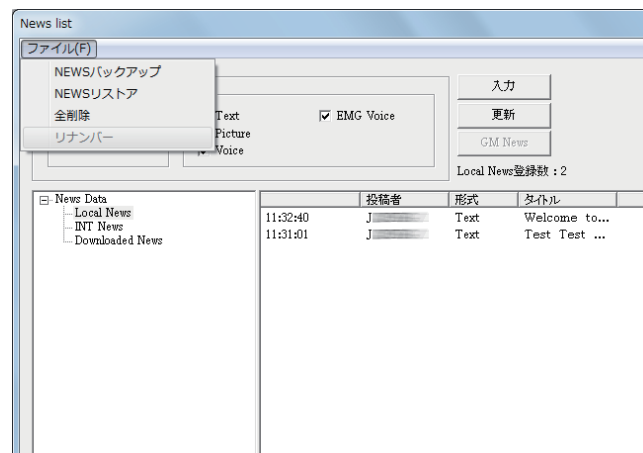 News list
ファイル(F)
NEWSバックアップ
NEWSリストア
全削除
リナンバー
Text
Picture
Voice
EMG Voice
入力
更新
GM News
Local News登録数：2
News Data
Local News
INT News
Downloaded News
投稿者 形式 タイトル
11:32:40 J Text Welcome to...
11:31:01 J Text Test Test ...